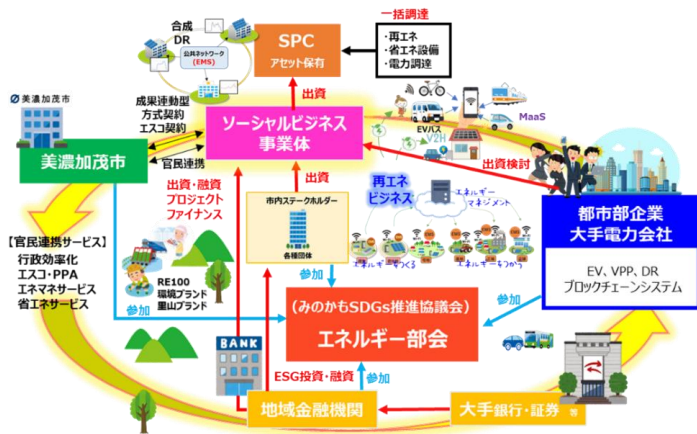 合成
DR
公共ネットワーク
(EMS)
SPC
アセット保有
一括調達
・再エネ
・省エネ設備
・電力調達
美濃加茂市
美濃加茂市
成果連動型
方式契約
エスコ契約
官民連携
出資
ソーシャルビジネス
事業体
EVバス
V2H
MaaS
出資検討
出資・融資
プロジェクト
ファイナンス
出資
市内ステークホルダー
各種団体
再エネ
ビジネス
エネルギー
マネジメント
エネルギーをつくる
エネルギーをつかう
都市部企業
大手電力会社
EV、VPP、DR
ブロックチェーンシステム
【官民連携サービス】
行政効率化
エスコ・PPA
エネマネサービス
省エネサービス
RE100
環境ブランド
里山ブランド
参加
参加
参加
(みのかもSDGs推進協議会)
エネルギー部会
BANK
ESG投資・融資
参加
地域金融機関
大手銀行・証券 等